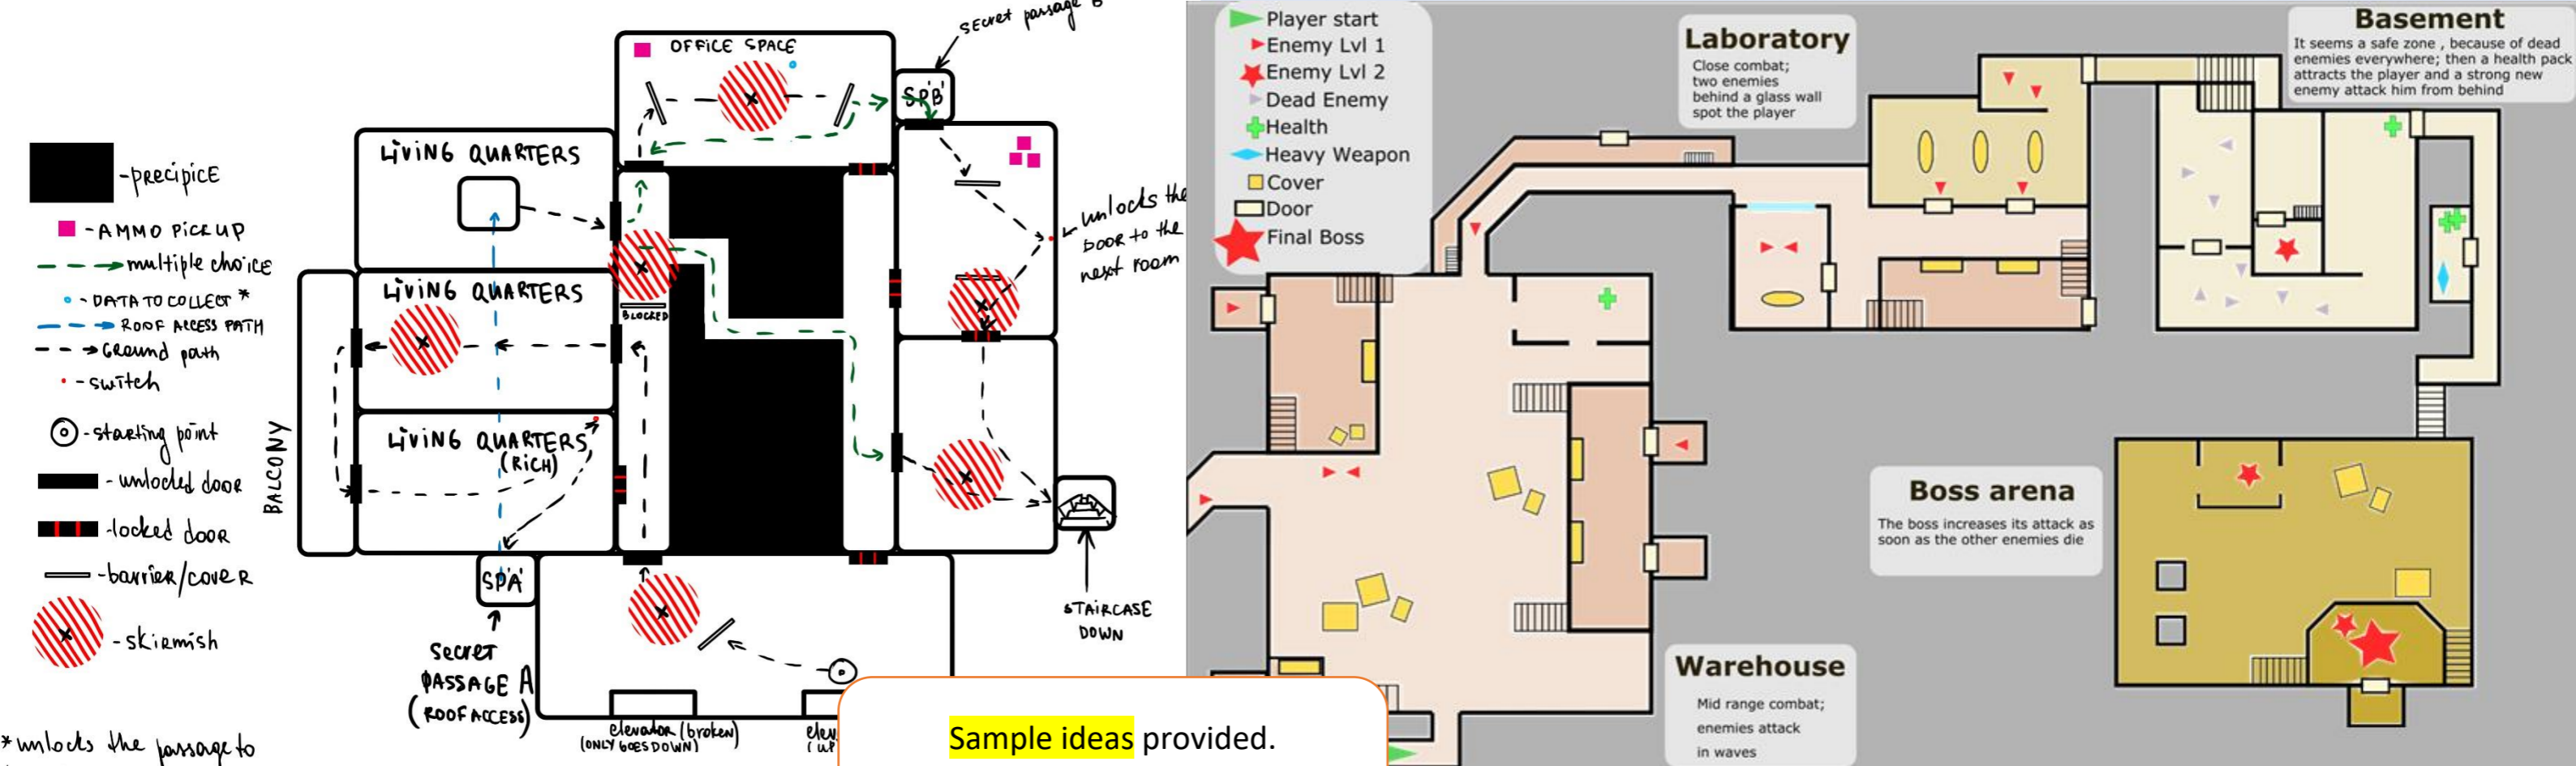 secret passage B
OFFICE SPACE
SP'B'
LIVING QUARTERS
- precipice
- AMMO PICK UP
- multiple choice
- DATA TO COLLECT *
- ROOF ACCESS PATH
- Ground path
- switch
- starting point
- unlocked door
- locked door
- barrier/cover
- skirmish
unlocks the
DOOR to the
next room
LIVING QUARTERS
BLOCKED
LIVING QUARTERS
(RICH)
BALCONY
SP'A'
Secret
PASSAGE A
(ROOF ACCESS)
STAIRCASE
DOWN
elevator (broken)
(ONLY GOES DOWN)
* unlocks the passage to
Sample ideas provided.
Player start
Enemy Lvl 1
Enemy Lvl 2
Dead Enemy
Health
Heavy Weapon
Cover
Door
Final Boss
Laboratory
Close combat;
two enemies
behind a glass wall
spot the player
Basement
It seems a safe zone , because of dead
enemies everywhere; then a health pack
attracts the player and a strong new
enemy attack him from behind
Boss arena
The boss increases its attack as
soon as the other enemies die
Warehouse
Mid range combat;
enemies attack
in waves